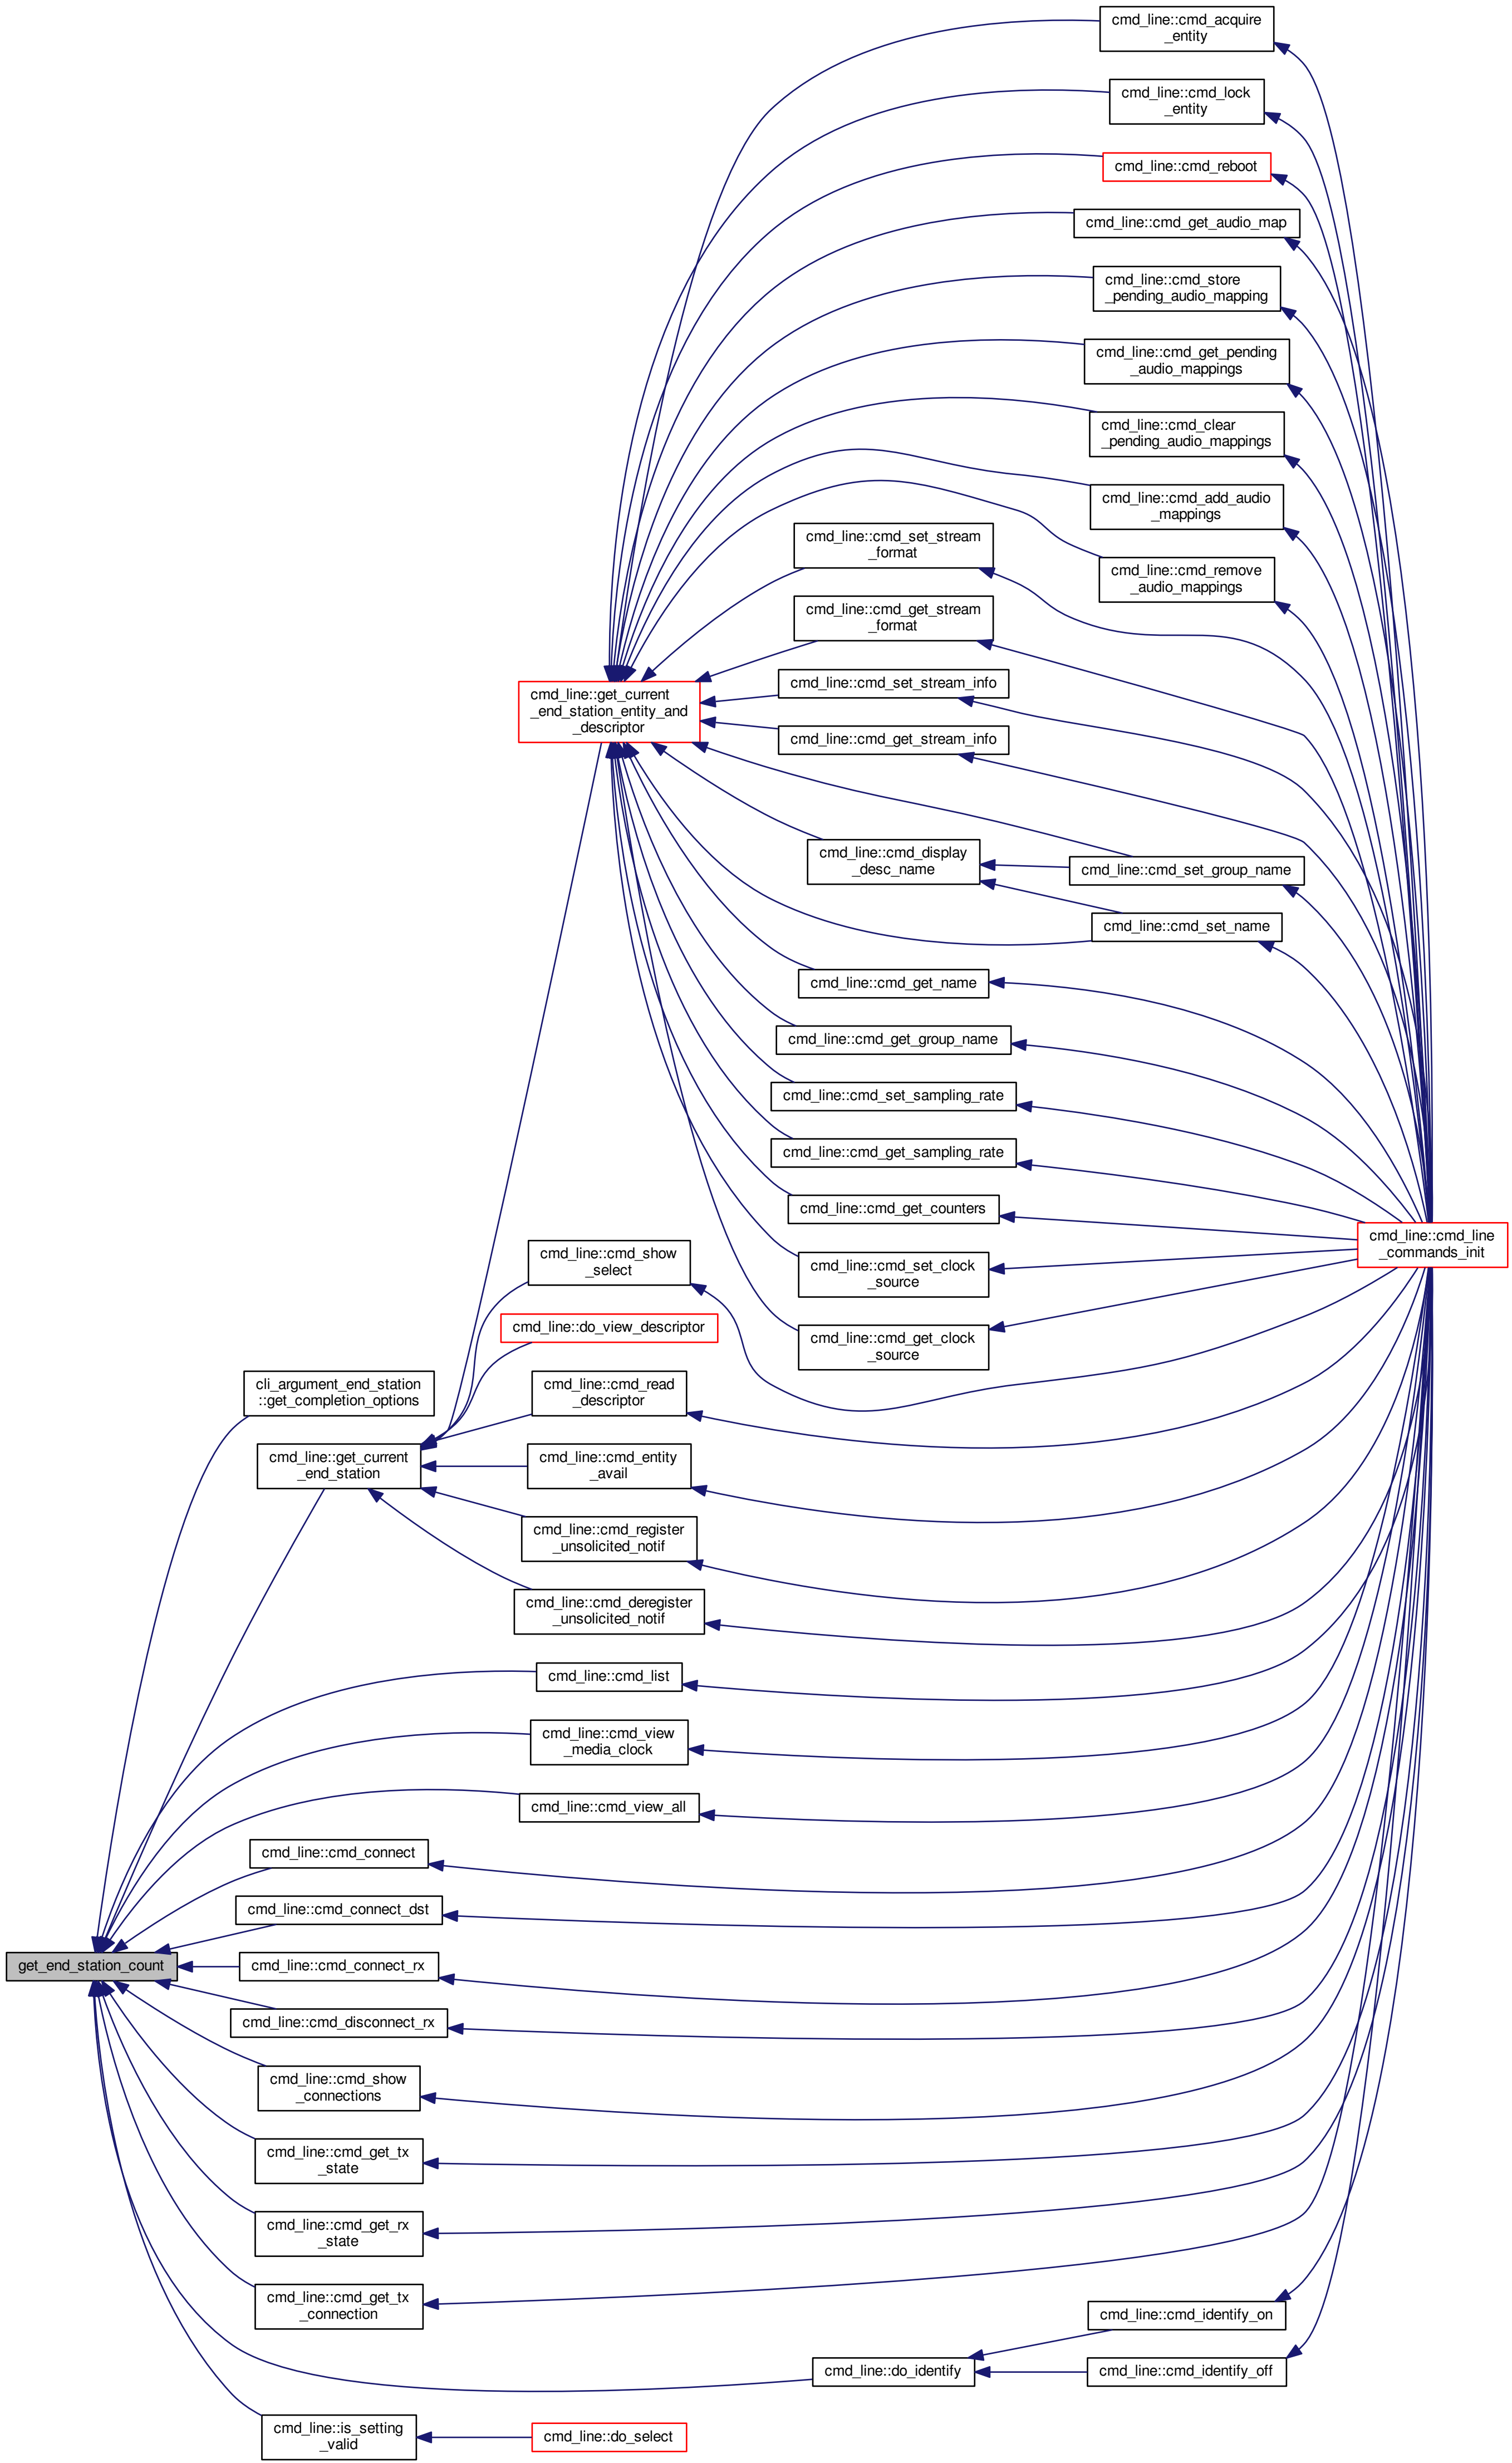 cmd_line::cmd_acquire
_entity
cmd_line::cmd_lock
_entity
cmd_line::cmd_reboot
cmd_line::cmd_get_audio_map
cmd_line::cmd_store
_pending_audio_mapping
cmd_line::cmd_get_pending
_audio_mappings
cmd_line::cmd_clear
_pending_audio_mappings
cmd_line::cmd_add_audio
_mappings
cmd_line::cmd_set_stream
_format
cmd_line::cmd_remove
_audio_mappings
cmd_line::cmd_get_stream
_format
cmd_line::cmd_set_stream_info
cmd_line::get_current
_end_station_entity_and
_descriptor
cmd_line::cmd_get_stream_info
cmd_line::cmd_display
_desc_name
cmd_line::cmd_set_group_name
cmd_line::cmd_set_name
cmd_line::cmd_get_name
cmd_line::cmd_get_group_name
cmd_line::cmd_set_sampling_rate
cmd_line::cmd_get_sampling_rate
cmd_line::cmd_get_counters
cmd_line::cmd_line
_commands_init
cmd_line::cmd_show
_select
cmd_line::cmd_set_clock
_source
cmd_line::do_view_descriptor
cmd_line::cmd_get_clock
_source
cli_argument_end_station
::get_completion_options
cmd_line::cmd_read
_descriptor
cmd_line::get_current
_end_station
cmd_line::cmd_entity
_avail
cmd_line::cmd_register
_unsolicited_notif
cmd_line::cmd_deregister
_unsolicited_notif
cmd_line::cmd_list
cmd_line::cmd_view
_media_clock
cmd_line::cmd_view_all
cmd_line::cmd_connect
cmd_line::cmd_connect_dst
get_end_station_count
cmd_line::cmd_connect_rx
cmd_line::cmd_disconnect_rx
cmd_line::cmd_show
_connections
cmd_line::cmd_get_tx
_state
cmd_line::cmd_get_rx
_state
cmd_line::cmd_get_tx
_connection
cmd_line::cmd_identify_on
cmd_line::do_identify
cmd_line::cmd_identify_off
cmd_line::is_setting
_valid
cmd_line::do_select